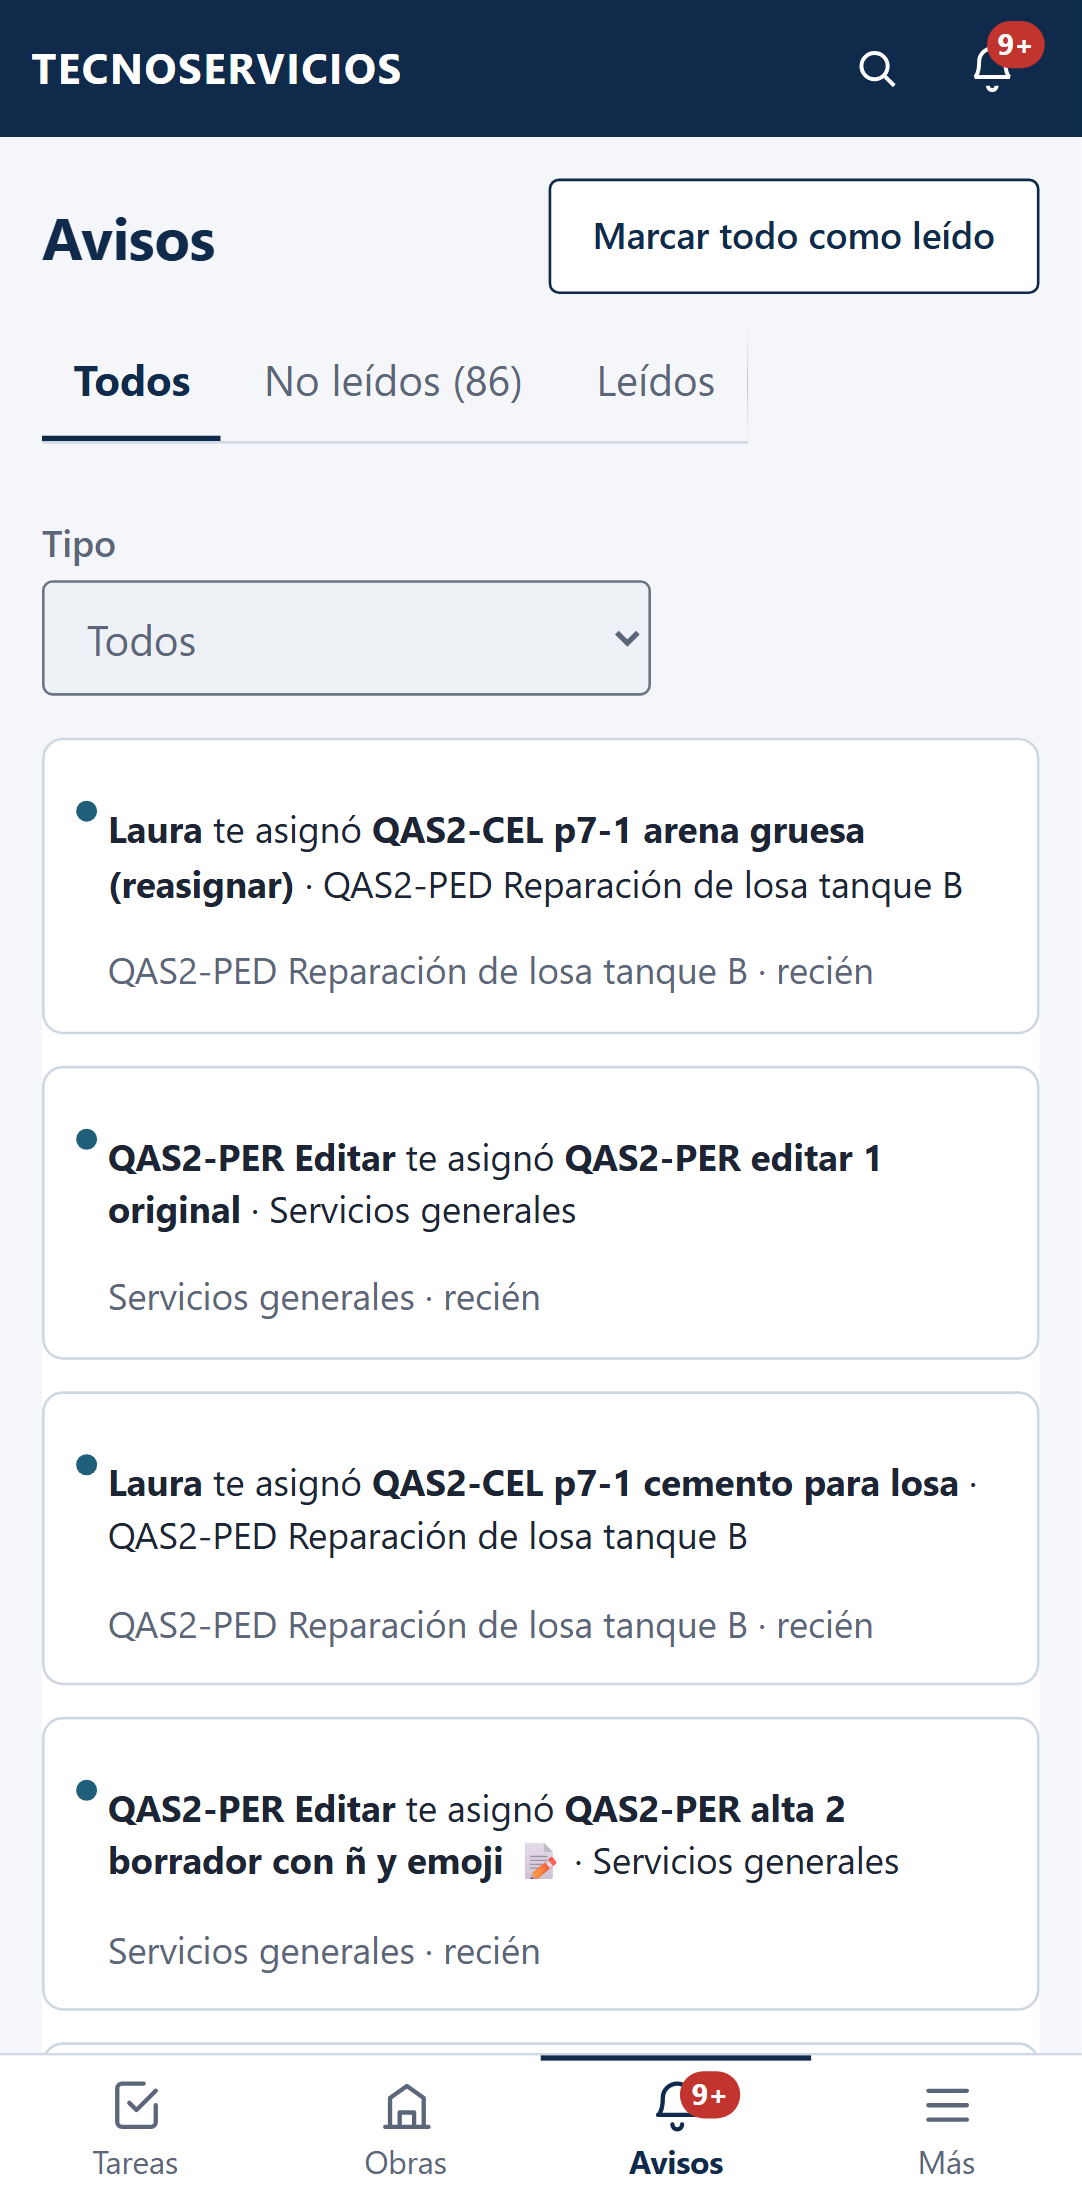 TECNOSERVICIOS
9+
Avisos
Marcar todo como leído
Todos
No leídos (86)
Leídos
Tipo
Todos
Laura te asignó QAS2-CEL p7-1 arena gruesa
(reasignar) · QAS2-PED Reparación de losa tanque B
QAS2-PED Reparación de losa tanque B · recién
QAS2-PER Editar te asignó QAS2-PER editar 1
original · Servicios generales
Servicios generales · recién
Laura te asignó QAS2-CEL p7-1 cemento para losa ·
QAS2-PED Reparación de losa tanque B
QAS2-PED Reparación de losa tanque B · recién
QAS2-PER Editar te asignó QAS2-PER alta 2
borrador con ñ y emoji 📝 · Servicios generales
Servicios generales · recién
9+
Tareas
Obras
Avisos
Más